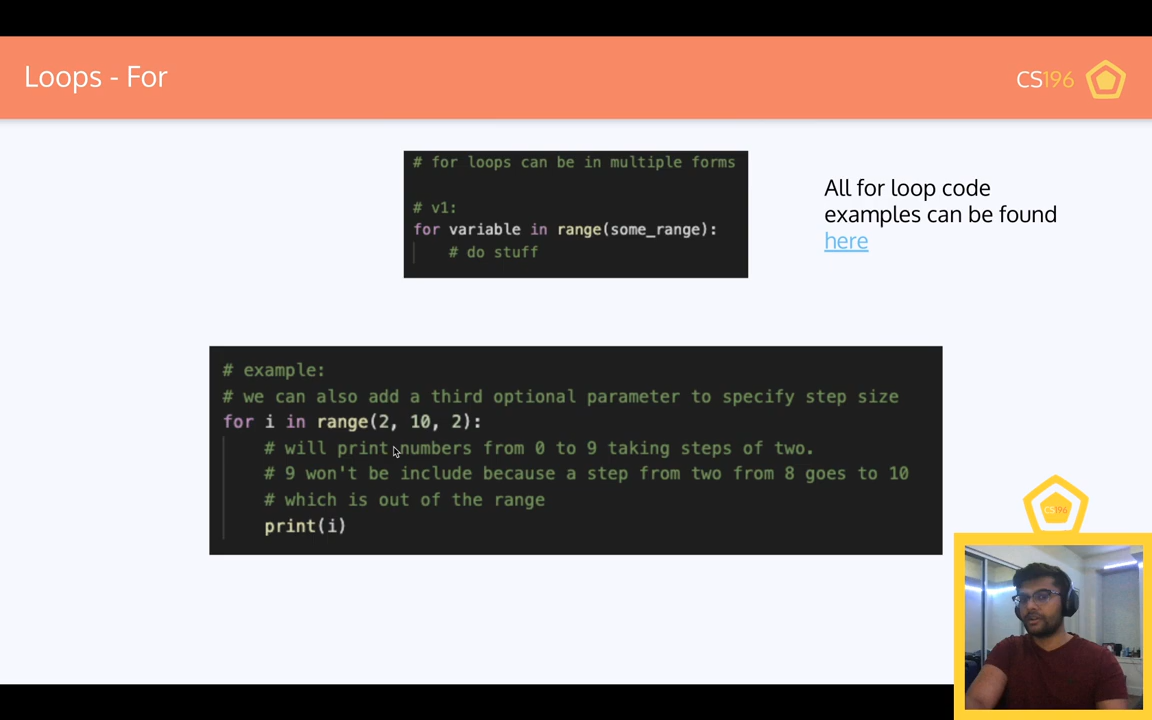 Loops - For
CS196
# for loops can be in multiple forms
# v1:
for variable in range(some_range):
# do stuff
All for loop code
examples can be found
here
# example:
# we can also add a third optional parameter to specify step size
for i in range(2, 10, 2):
# will print numbers from 0 to 9 taking steps of two.
# 9 won't be include because a step from two from 8 goes to 10
# which is out of the range
print(i)
CS196